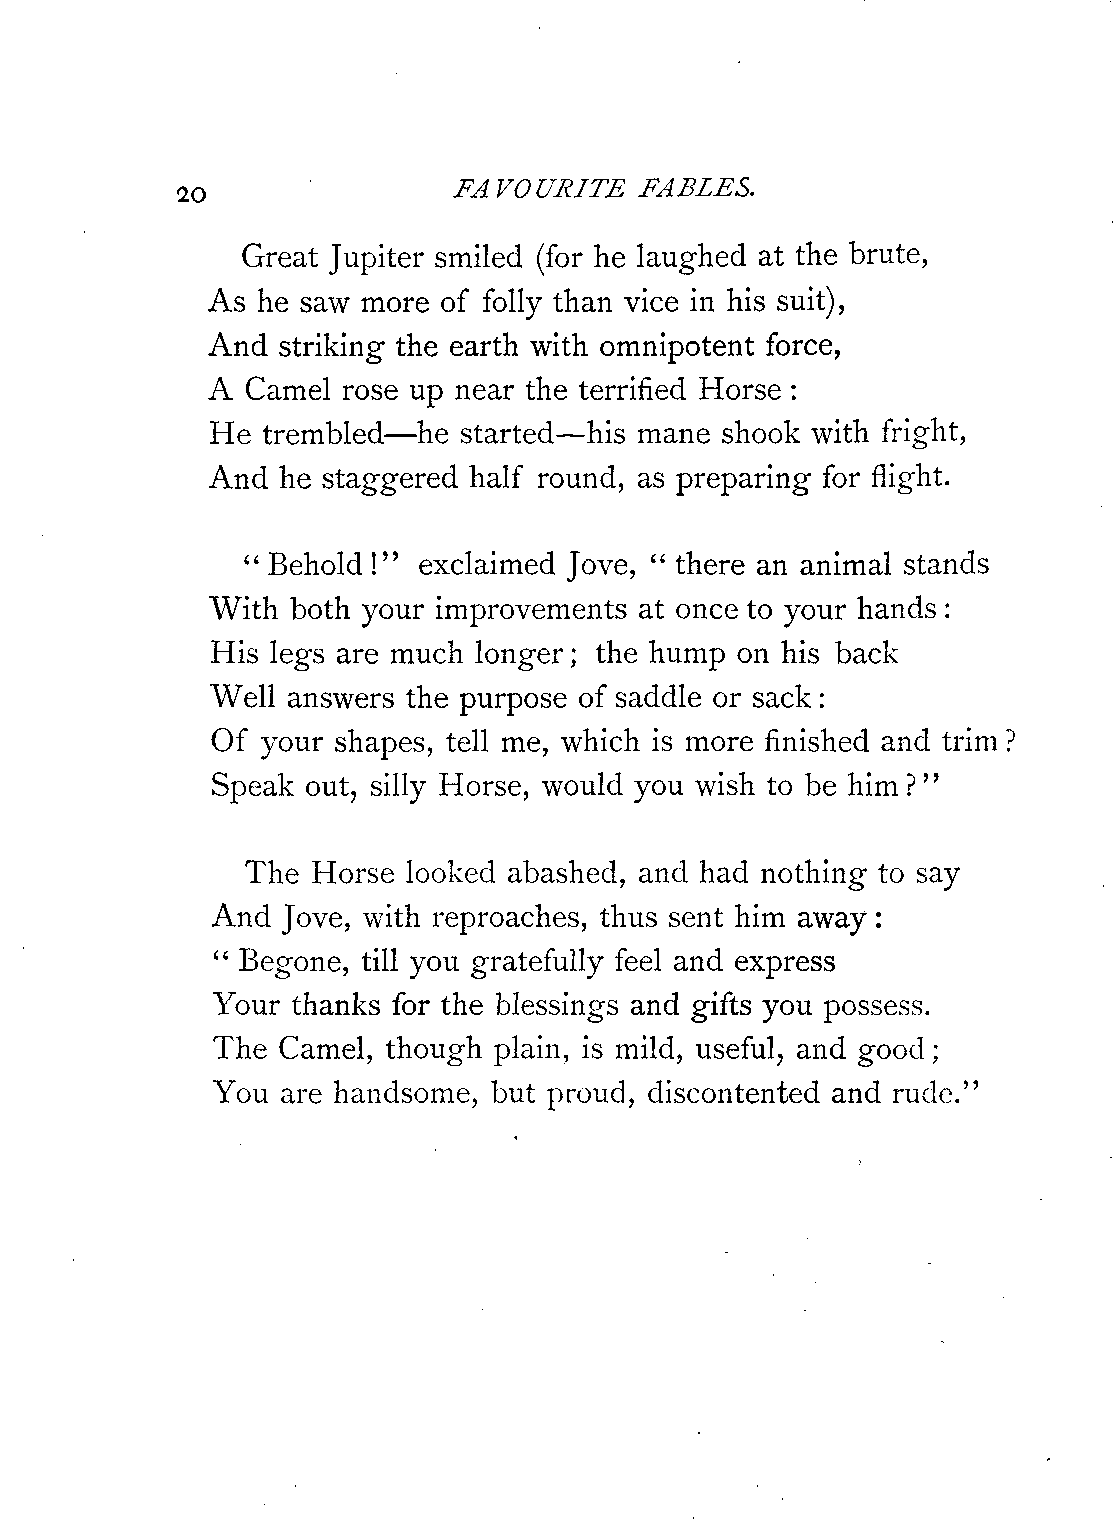 20 FAVOURITE FABLES.
Great Jupiter smiled (for he laughed at the brute,
As he saw more of folly than vice in his suit),
And striking the earth with omnipotent force,
A Camel rose up near the terrified Horse :
He trembled—he started—his mane shook with fright,
And he staggered half round, as preparing for flight.
“ Behold !” exclaimed Jove, “ there an animal stands
With both your improvements at once to your hands :
His legs are much longer ; the hump on his back
Well answers the purpose of saddle or sack :
Of your shapes, tell me, which is more finished and trim ?
Speak out, silly Horse, would you wish to be him ?”
The Horse looked abashed, and had nothing to say
And Jove, with reproaches, thus sent him away :
“ Begone, till you gratefully feel and express
Your thanks for the blessings and gifts you possess.
The Camel, though plain, is mild, useful, and good ;
You are handsome, but proud, discontented and rude.”